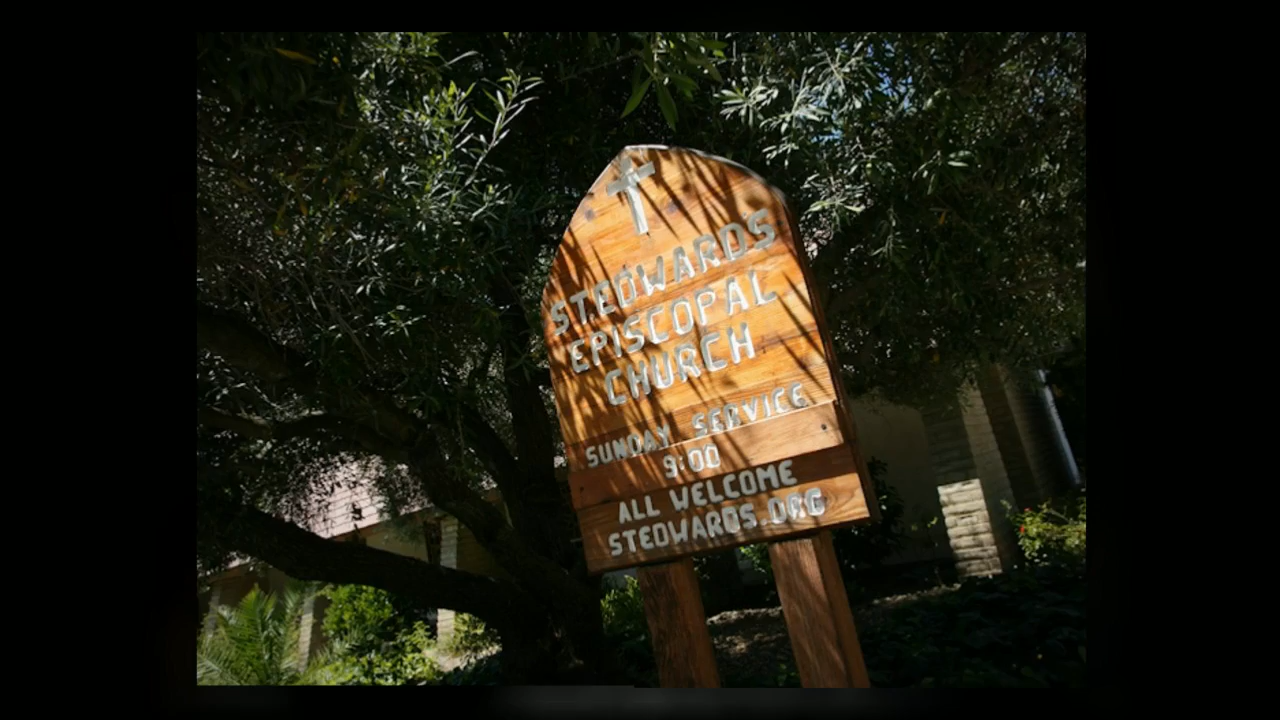 ST.EDWARDS
EPISCOPAL
CHURCH
SUNDAY SERVICE
9:00
ALL WELCOME
STEDWARDS.ORG